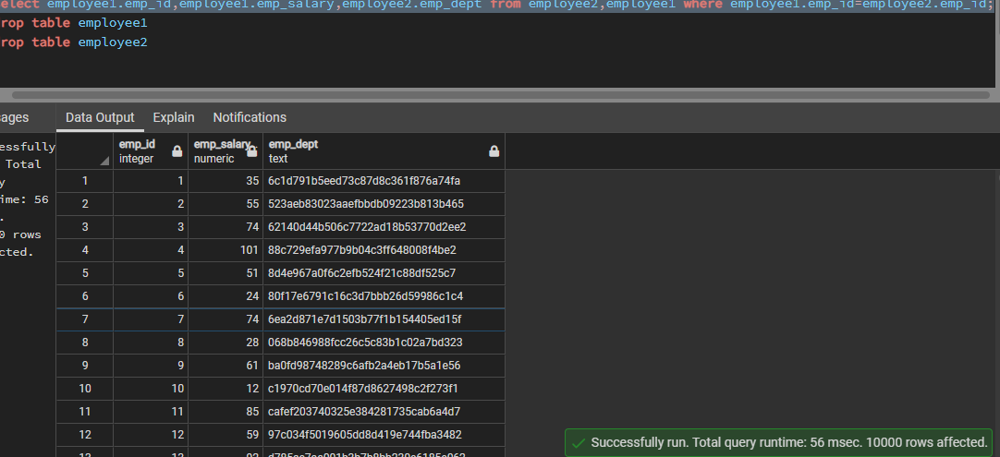 elect employee1.emp_id,employee1.emp_salary,employee2.emp_dept from employee2,employee1 where employee1.emp_id=employee2.emp_id;
rop table employee1
rop table employee2
sages Data Output Explain Notifications
essfully
Total
y
ime: 56
.
0 rows
cted.
emp_id emp_salary emp_dept
integer numeric text
1 1 35 6c1d791b5eed73c87d8c361f876a74fa
2 2 55 523aeb83023aaefbbdb09223b813b465
3 3 74 62140d44b506c7722ad18b53770d2ee2
4 4 101 88c729efa977b9b04c3ff648008f4be2
5 5 51 8d4e967a0f6c2efb524f21c88df525c7
6 6 24 80f17e6791c16c3d7bbb26d59986c1c4
7 7 74 6ea2d871e7d1503b77f1b154405ed15f
8 8 28 068b846988fcc26c5c83b1c02a7bd323
9 9 61 ba0fd98748289c6afb2a4eb17b5a1e56
10 10 12 c1970cd70e014f87d8627498c2f273f1
11 11 85 cafef203740325e384281735cab6a4d7
12 12 59 97c034f5019605dd8d419e744fba3482
Successfully run. Total query runtime: 56 msec. 10000 rows affected.